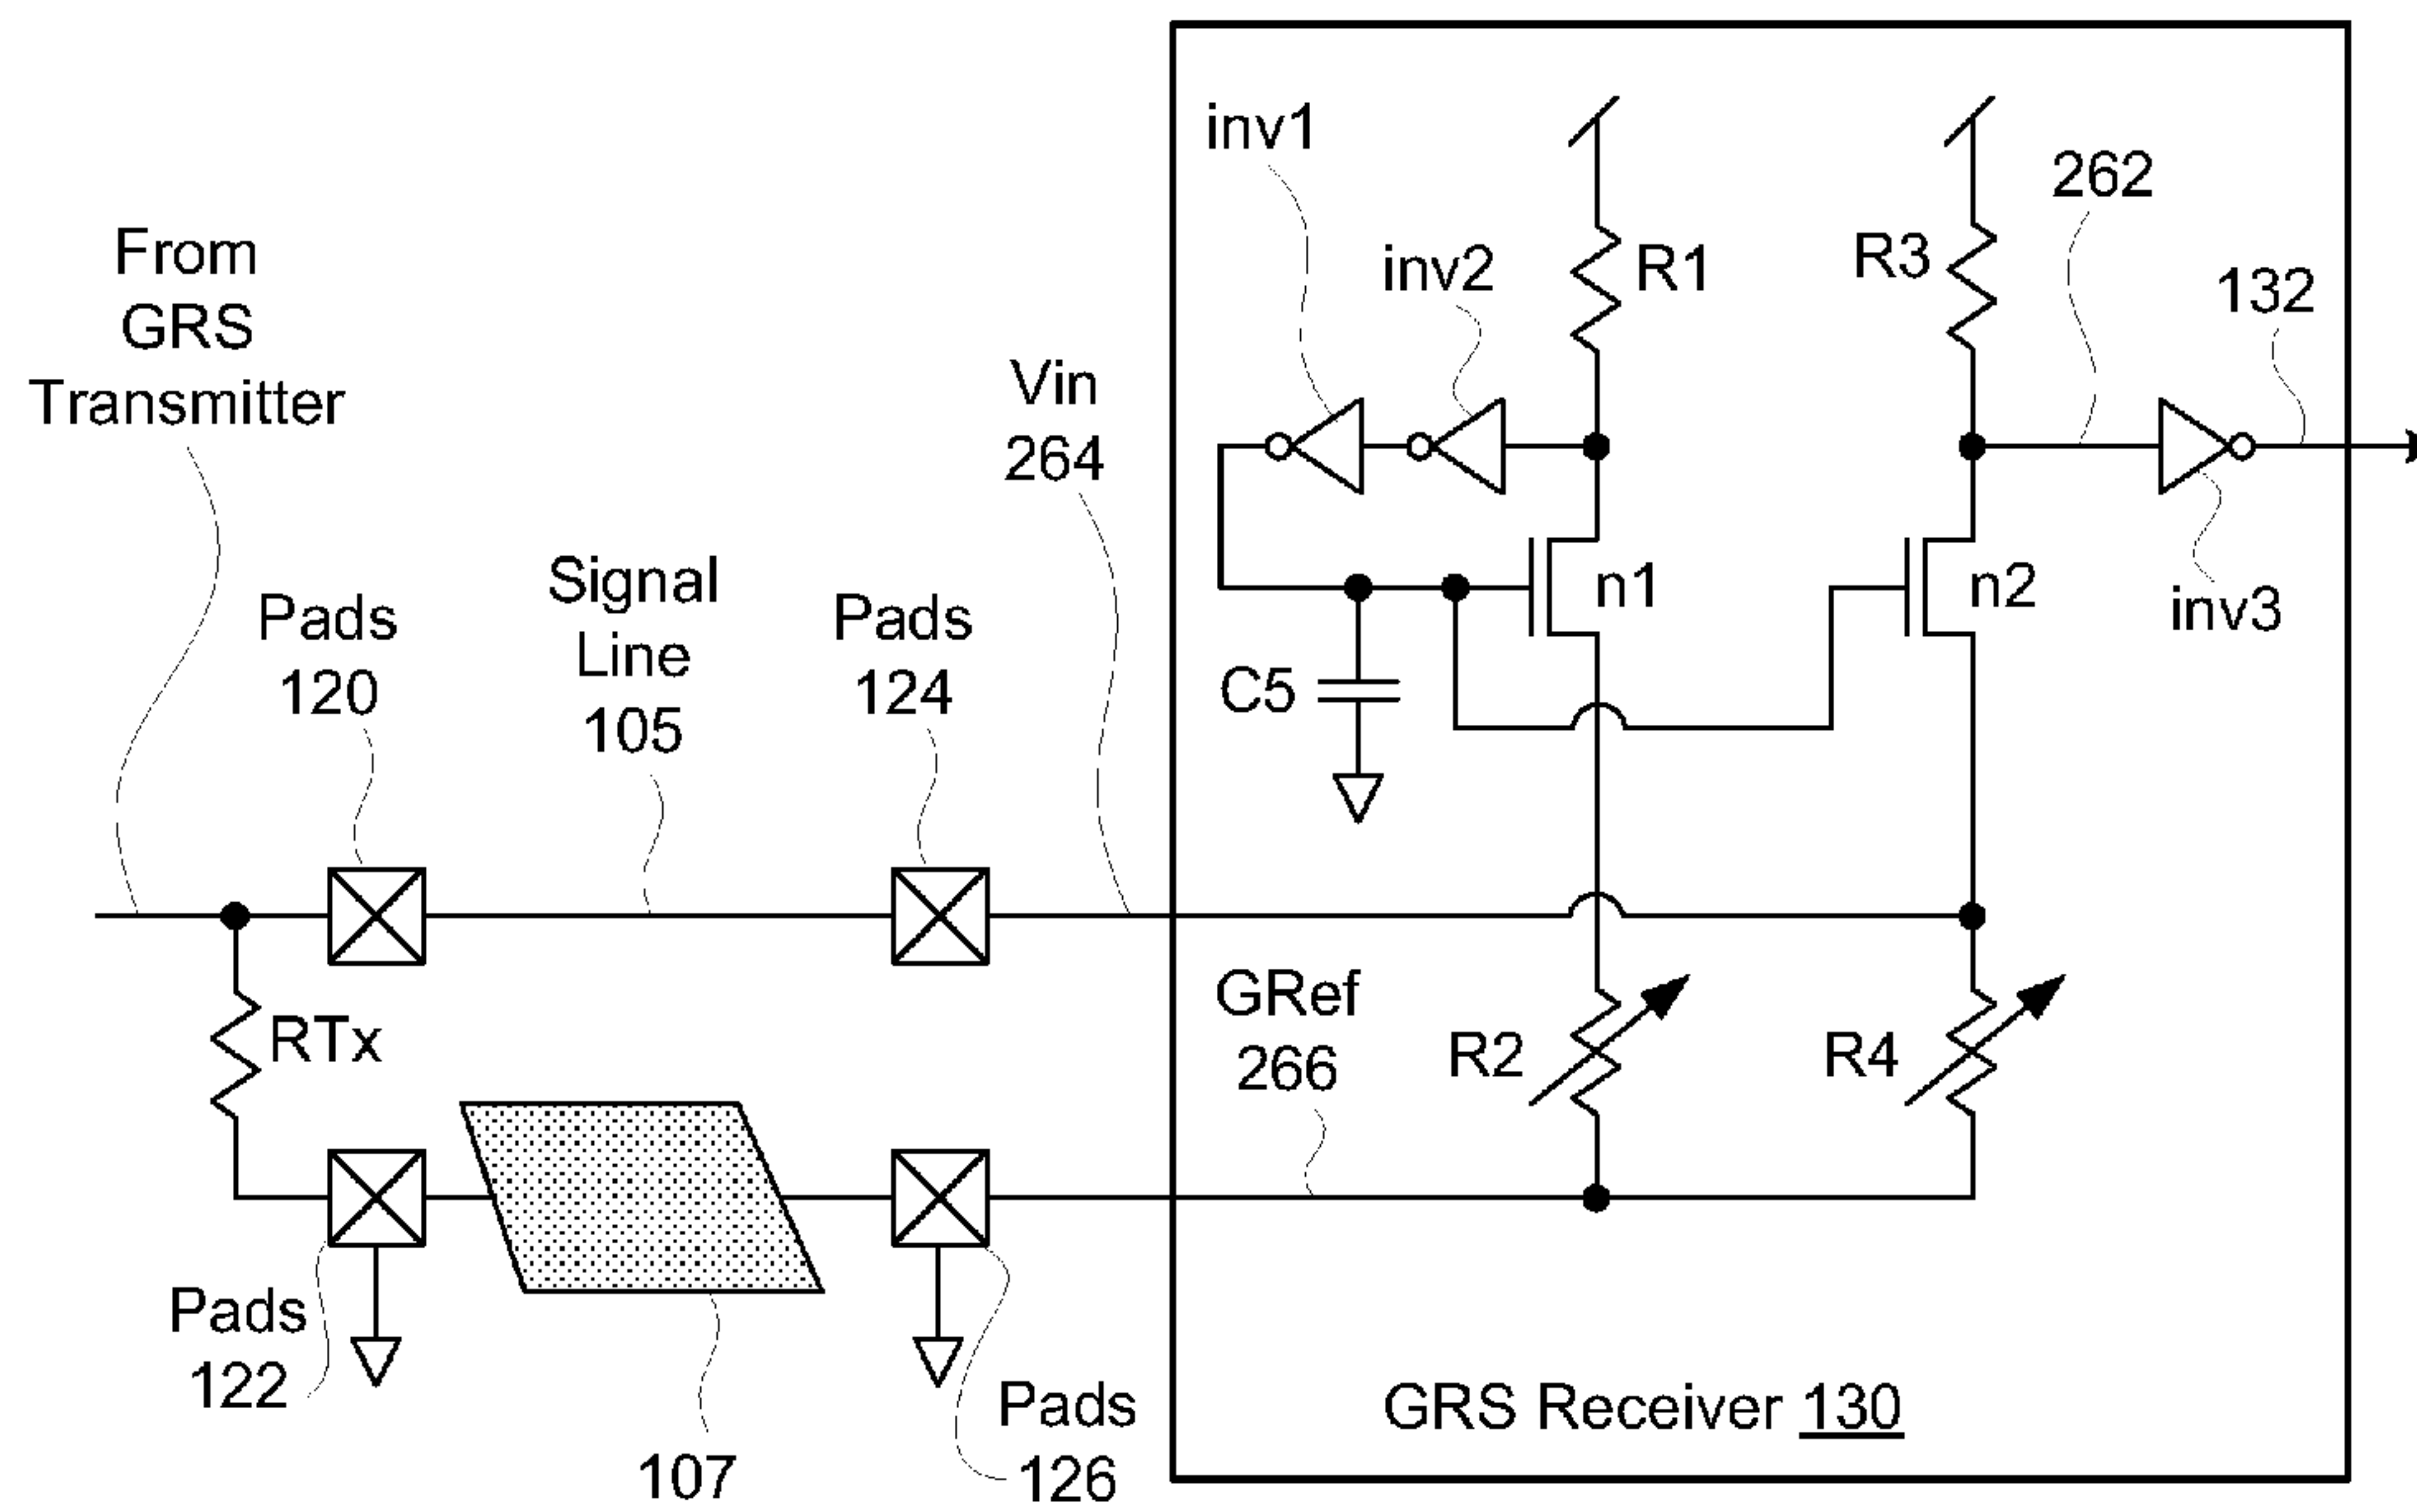 inv1
262
From
GRS
Transmitter
inv2
R1
R3
132
Vin
264
Signal
Line
105
Pads
120
Pads
124
n1
n2
inv3
C5
GRef
266
RTx
R2
R4
Pads
122
Pads
126
107
GRS Receiver 130